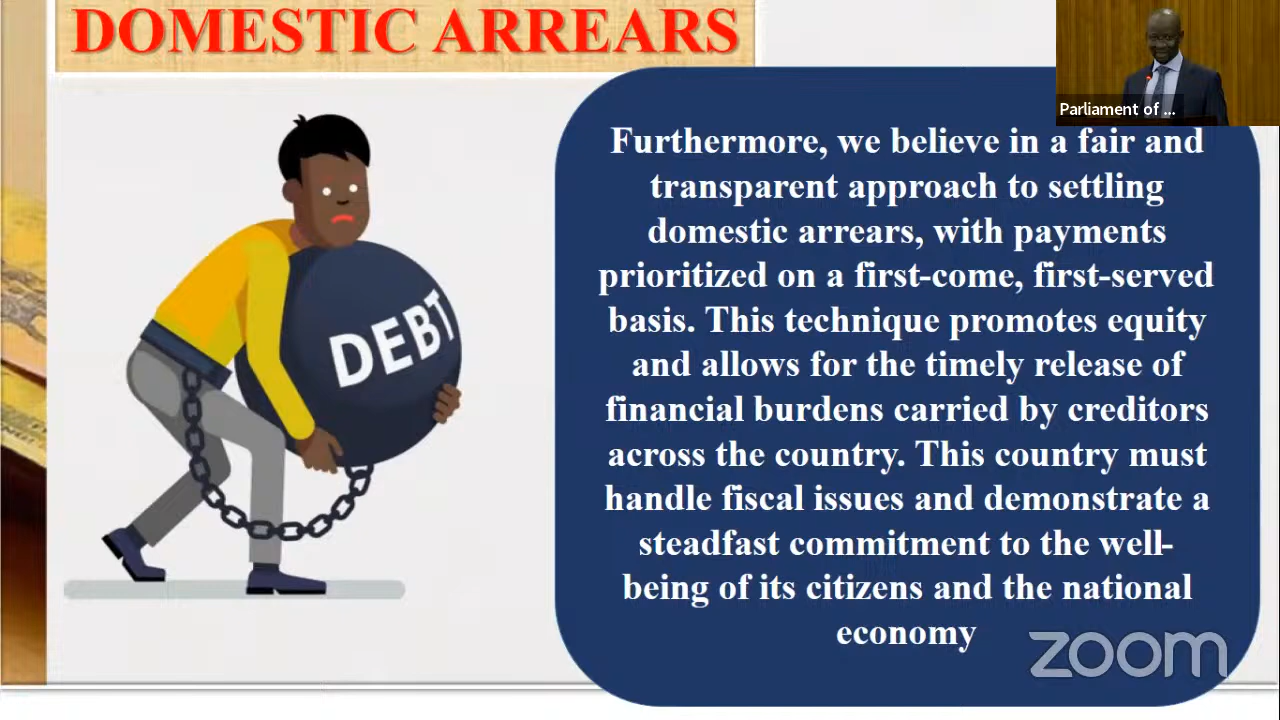 DOMESTIC ARREARS
Parliament of ...
Furthermore, we believe in a fair and
transparent approach to settling
domestic arrears, with payments
prioritized on a first-come, first-served
basis. This technique promotes equity
and allows for the timely release of
financial burdens carried by creditors
across the country. This country must
handle fiscal issues and demonstrate a
steadfast commitment to the well-
being of its citizens and the national
economy
DEBT
zoom